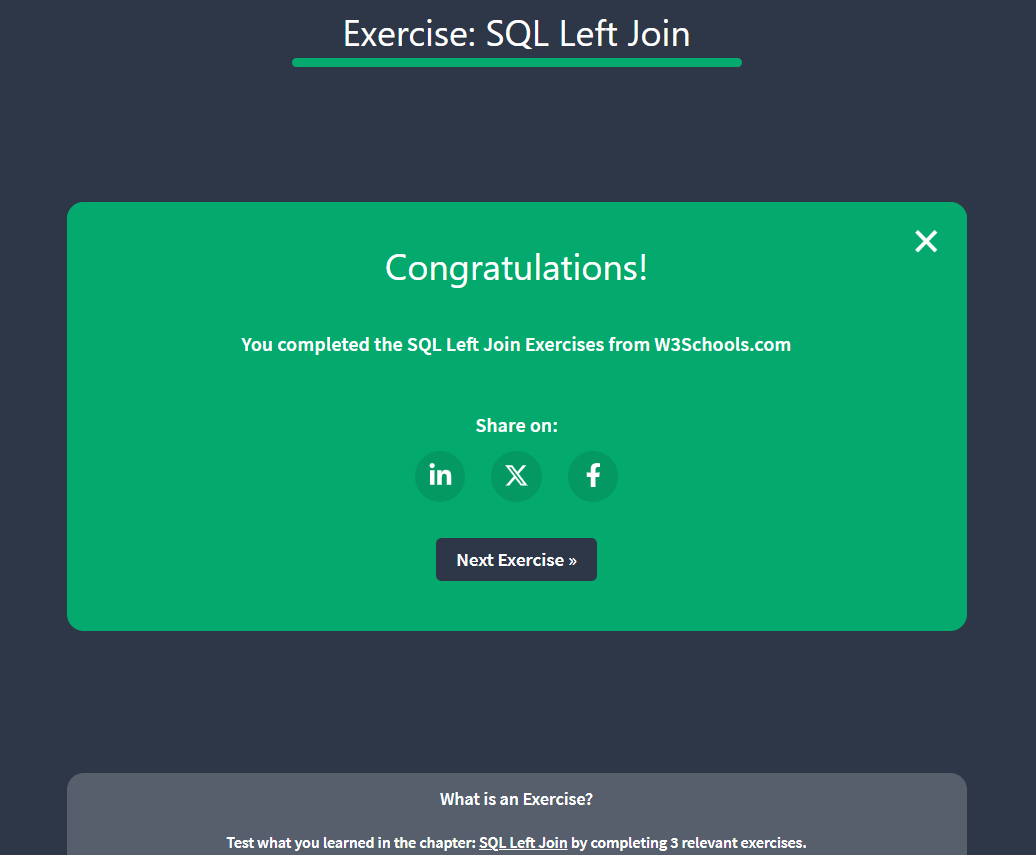 Exercise: SQL Left Join
Congratulations!
You completed the SQL Left Join Exercises from W3Schools.com
Share on:
Next Exercise »
What is an Exercise?
Test what you learned in the chapter: SQL Left Join by completing 3 relevant exercises.